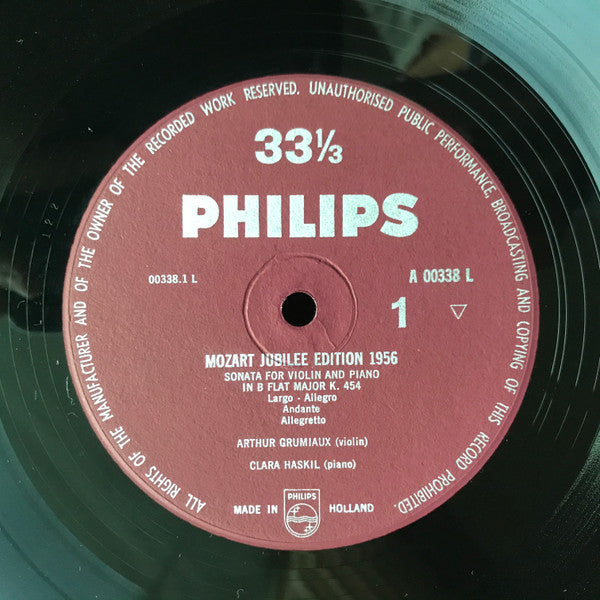 ALL RIGHTS OF THE MANUFACTURER AND OF THE OWNER OF THE RECORDED WORK RESERVED. UNAUTHORISED PUBLIC PERFORMANCE, BROADCASTING AND COPYING OF THIS RECORD PROHIBITED.
33⅓
PHILIPS
00338.1 L
A 00338 L
1 ▽
MOZART JUBILEE EDITION 1956
SONATA FOR VIOLIN AND PIANO
IN B FLAT MAJOR K. 454
Largo - Allegro
Andante
Allegretto
ARTHUR GRUMIAUX (violin)
CLARA HASKIL (piano)
MADE IN HOLLAND
PHILIPS